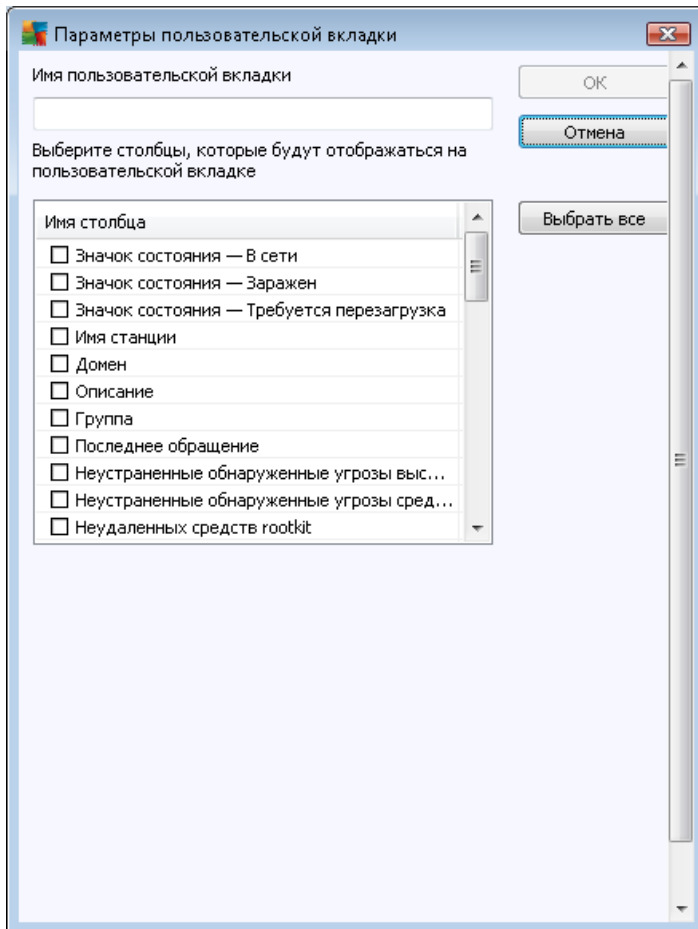 Параметры пользовательской вкладки
Имя пользовательской вкладки
OK
Отмена
Выберите столбцы, которые будут отображаться на
пользовательской вкладке
Выбрать все
Имя столбца
Значок состояния — В сети
Значок состояния — Заражен
Значок состояния — Требуется перезагрузка
Имя станции
Домен
Описание
Группа
Последнее обращение
Неустраненные обнаруженные угрозы выс...
Неустраненные обнаруженные угрозы сред...
Неудаленных средств rootkit